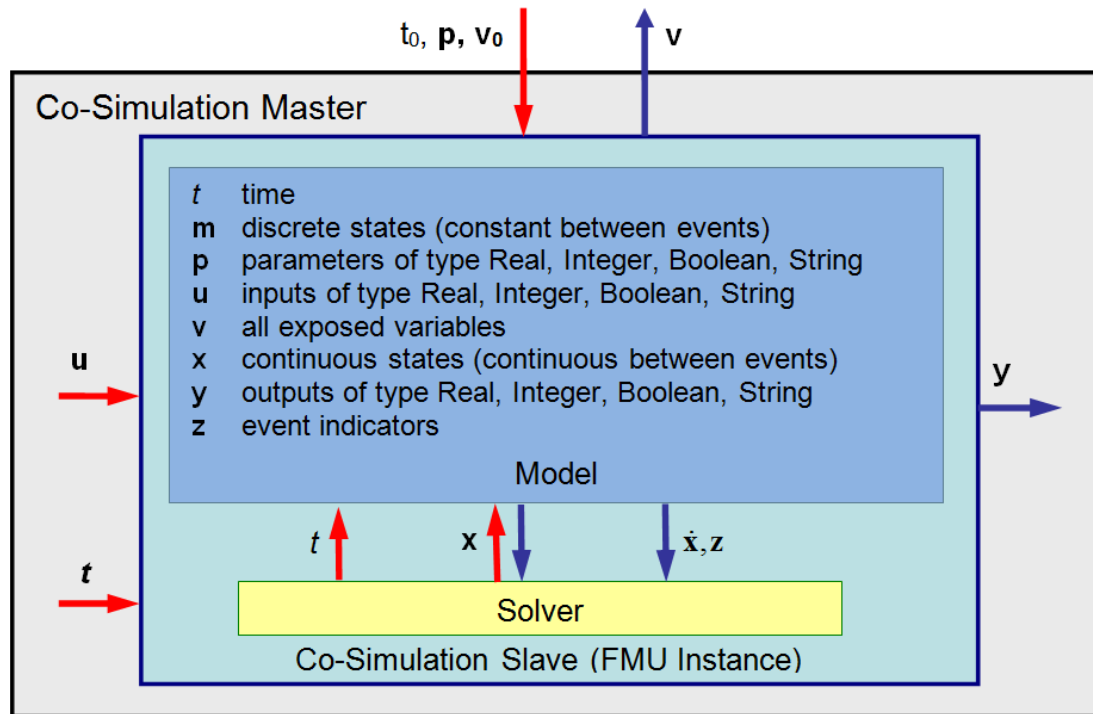 t₀, p, v₀
v
Co-Simulation Master
t time
m discrete states (constant between events)
p parameters of type Real, Integer, Boolean, String
u inputs of type Real, Integer, Boolean, String
v all exposed variables
x continuous states (continuous between events)
y outputs of type Real, Integer, Boolean, String
z event indicators
Model
u
y
t
x
ẋ, z
t
Solver
Co-Simulation Slave (FMU Instance)